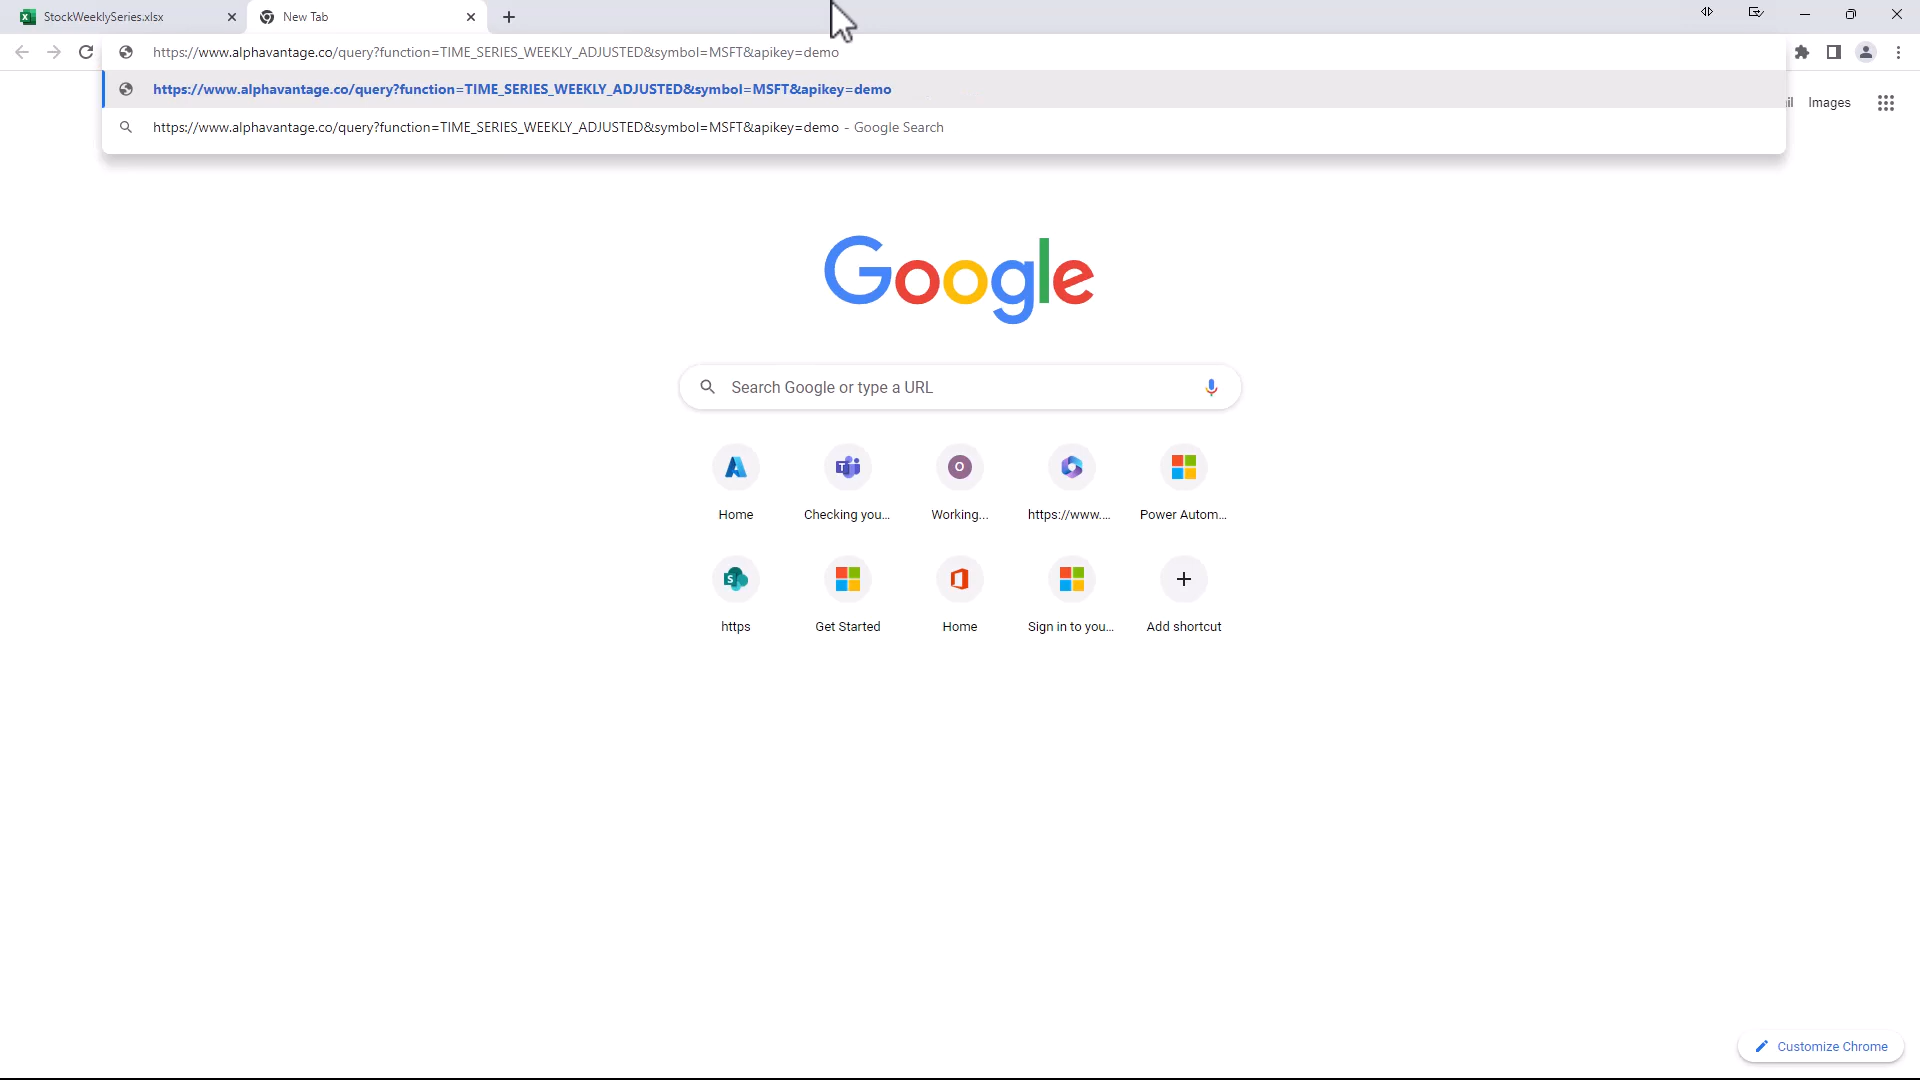 StockWeeklySeries.xlsx
New Tab
https://www.alphavantage.co/query?function=TIME_SERIES_WEEKLY_ADJUSTED&symbol=MSFT&apikey=demo
https://www.alphavantage.co/query?function=TIME_SERIES_WEEKLY_ADJUSTED&symbol=MSFT&apikey=demo
https://www.alphavantage.co/query?function=TIME_SERIES_WEEKLY_ADJUSTED&symbol=MSFT&apikey=demo - Google Search
il Images
Google
Search Google or type a URL
Home Checking you... Working... https://www.... Power Autom...
https Get Started Home Sign in to you... Add shortcut
Customize Chrome